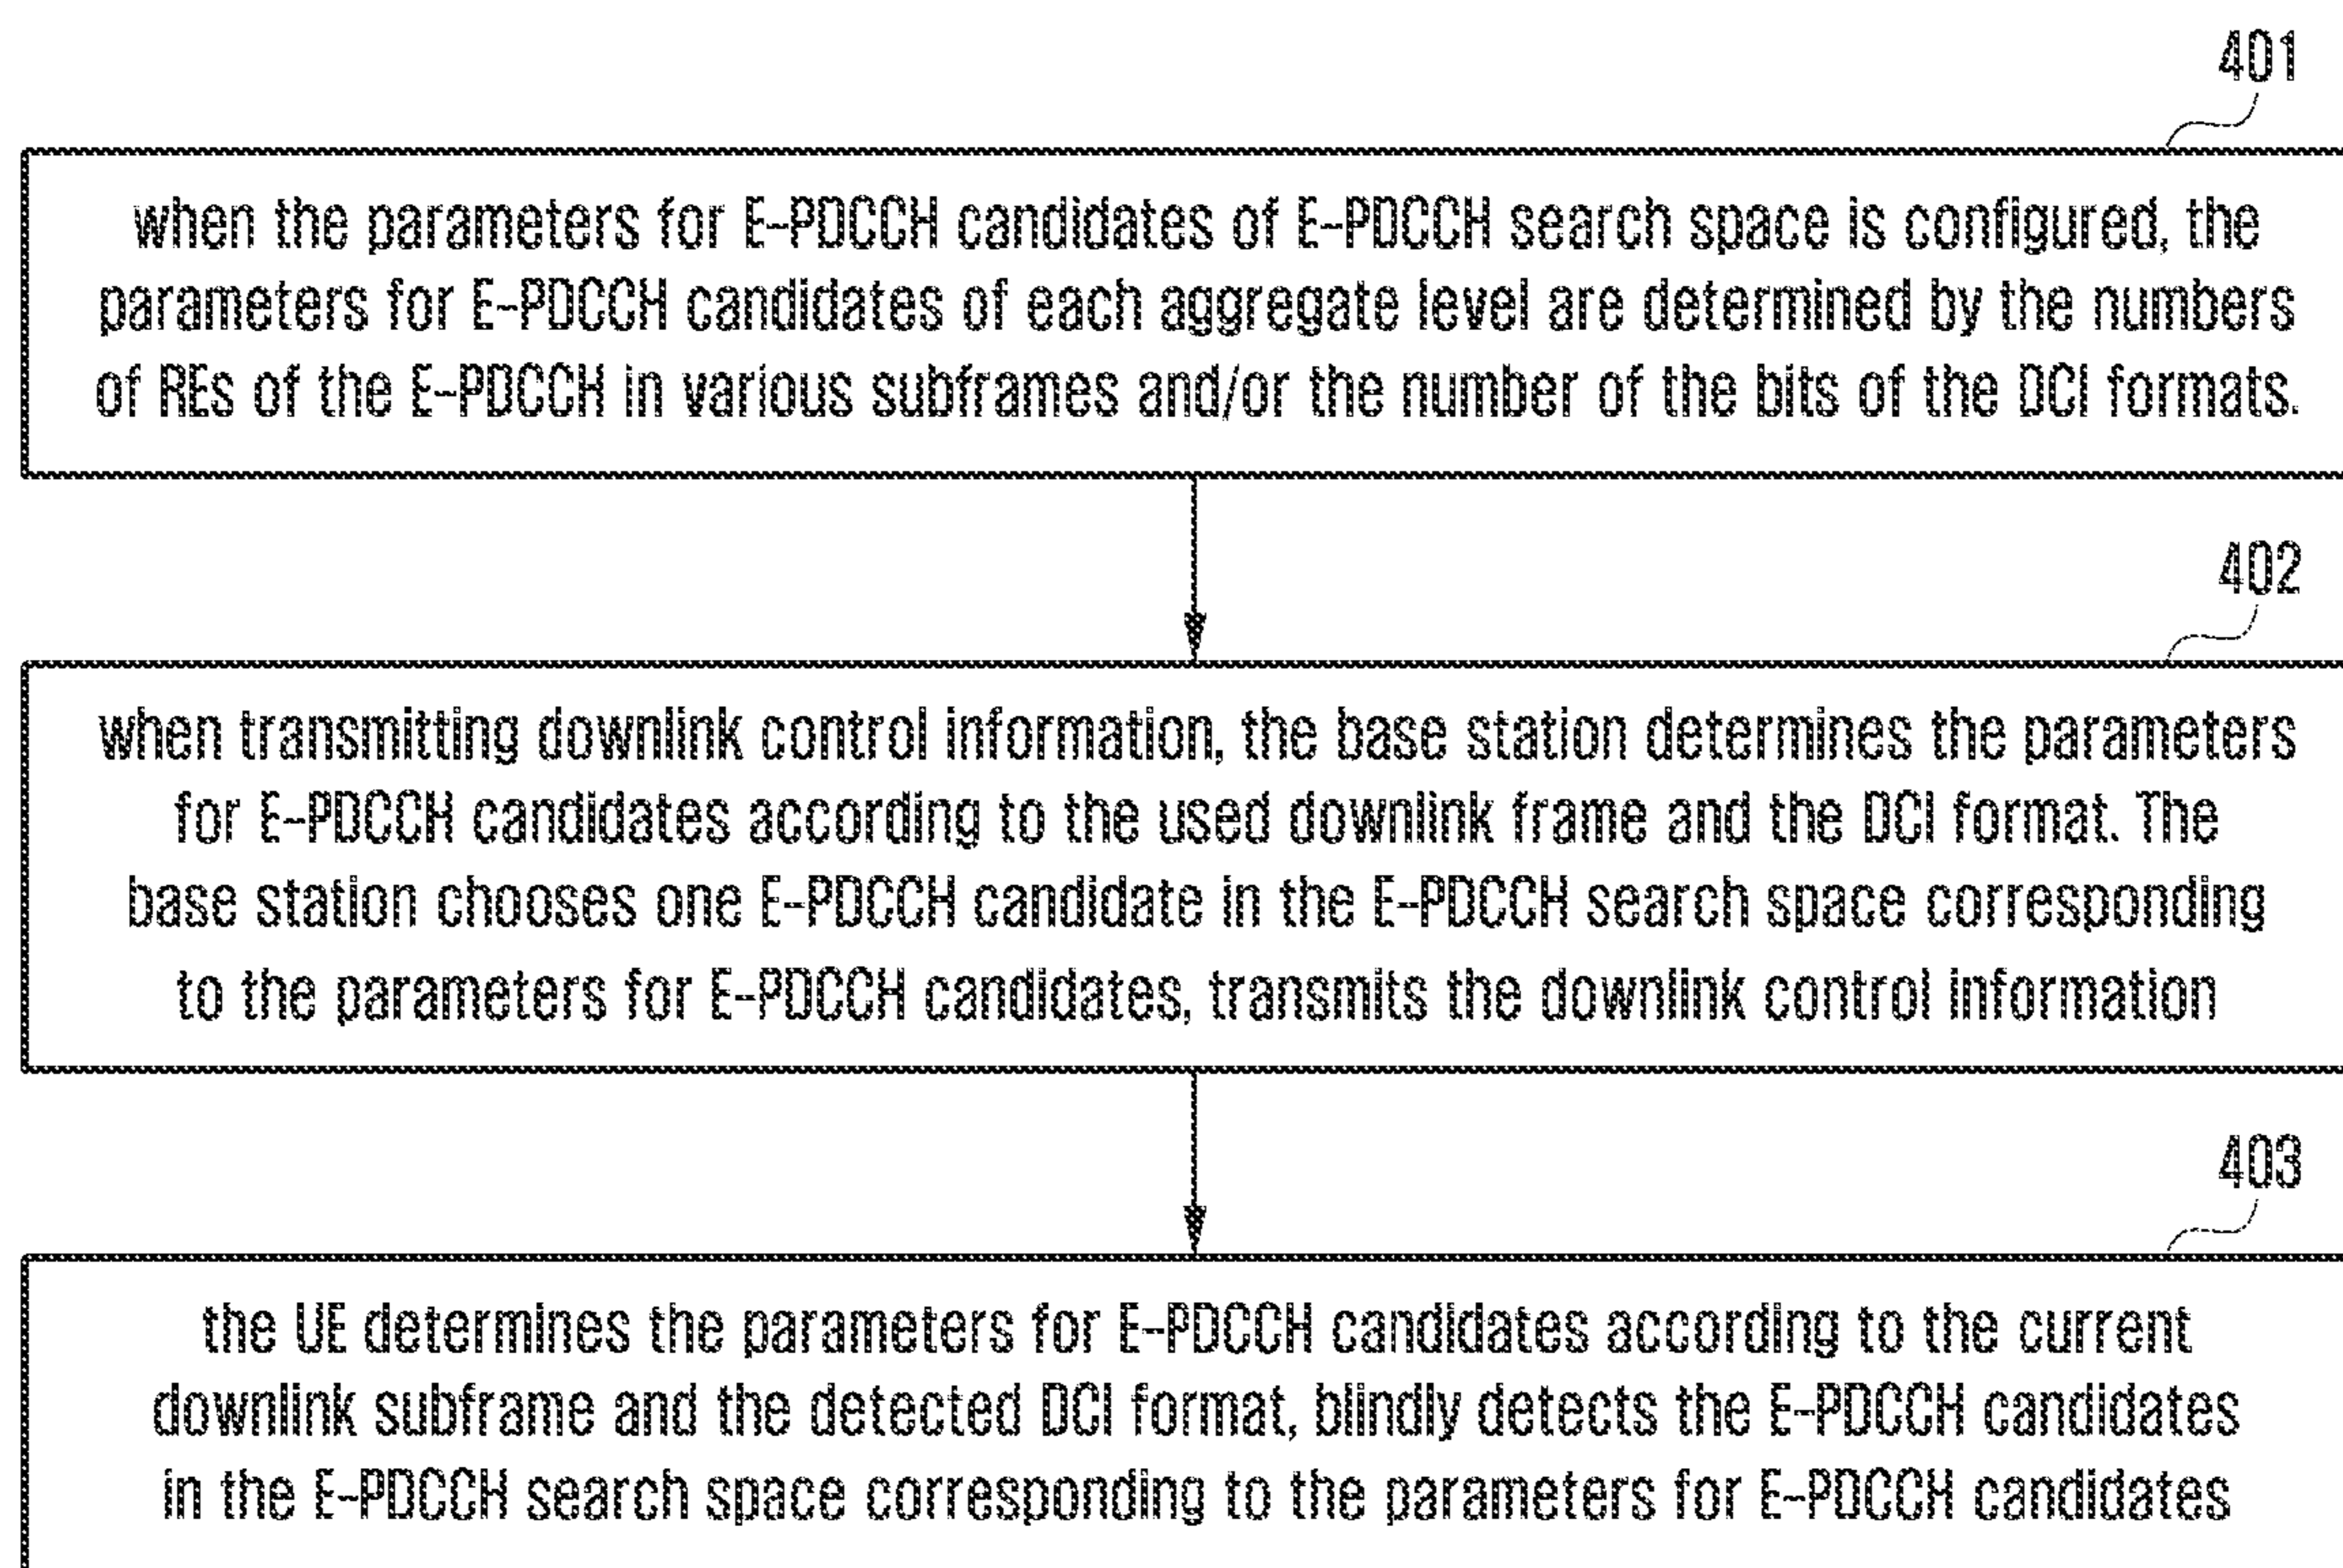 401
when the parameters for E-PDCCH candidates of E-PDCCH search space is configured, the
parameters for E-PDCCH candidates of each aggregate level are determined by the numbers
of REs of the E-PDCCH in various subframes and/or the number of the bits of the DCI formats.
402
when transmitting downlink control information, the base station determines the parameters
for E-PDCCH candidates according to the used downlink frame and the DCI format. The
base station chooses one E-PDCCH candidate in the E-PDCCH search space corresponding
to the parameters for E-PDCCH candidates, transmits the downlink control information
403
the UE determines the parameters for E-PDCCH candidates according to the current
downlink subframe and the detected DCI format, blindly detects the E-PDCCH candidates
in the E-PDCCH search space corresponding to the parameters for E-PDCCH candidates